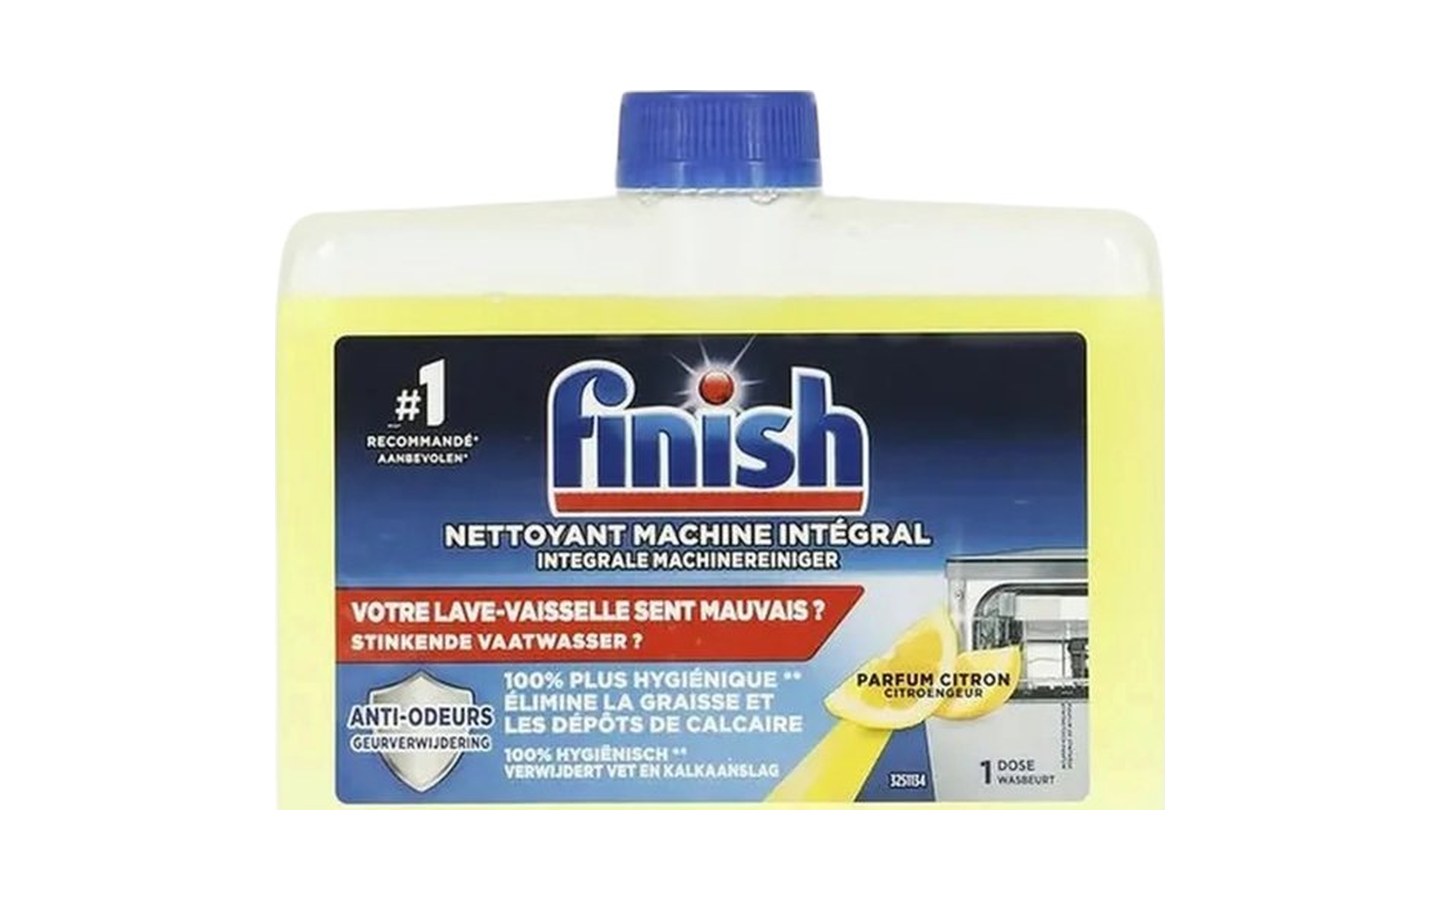 #1
RECOMMANDÉ*
AANBEVOLEN*
finish
NETTOYANT MACHINE INTÉGRAL
INTEGRALE MACHINEREINIGER
VOTRE LAVE-VAISSELLE SENT MAUVAIS ?
STINKENDE VAATWASSER ?
ANTI-ODEURS
GEURVERWIJDERING
100% PLUS HYGIÉNIQUE **
ÉLIMINE LA GRAISSE ET
LES DÉPÔTS DE CALCAIRE
100% HYGIËNISCH **
VERWIJDERT VET EN KALKAANSLAG
PARFUM CITRON
CITROENGEUR
3251134
1 DOSE
WASBEURT